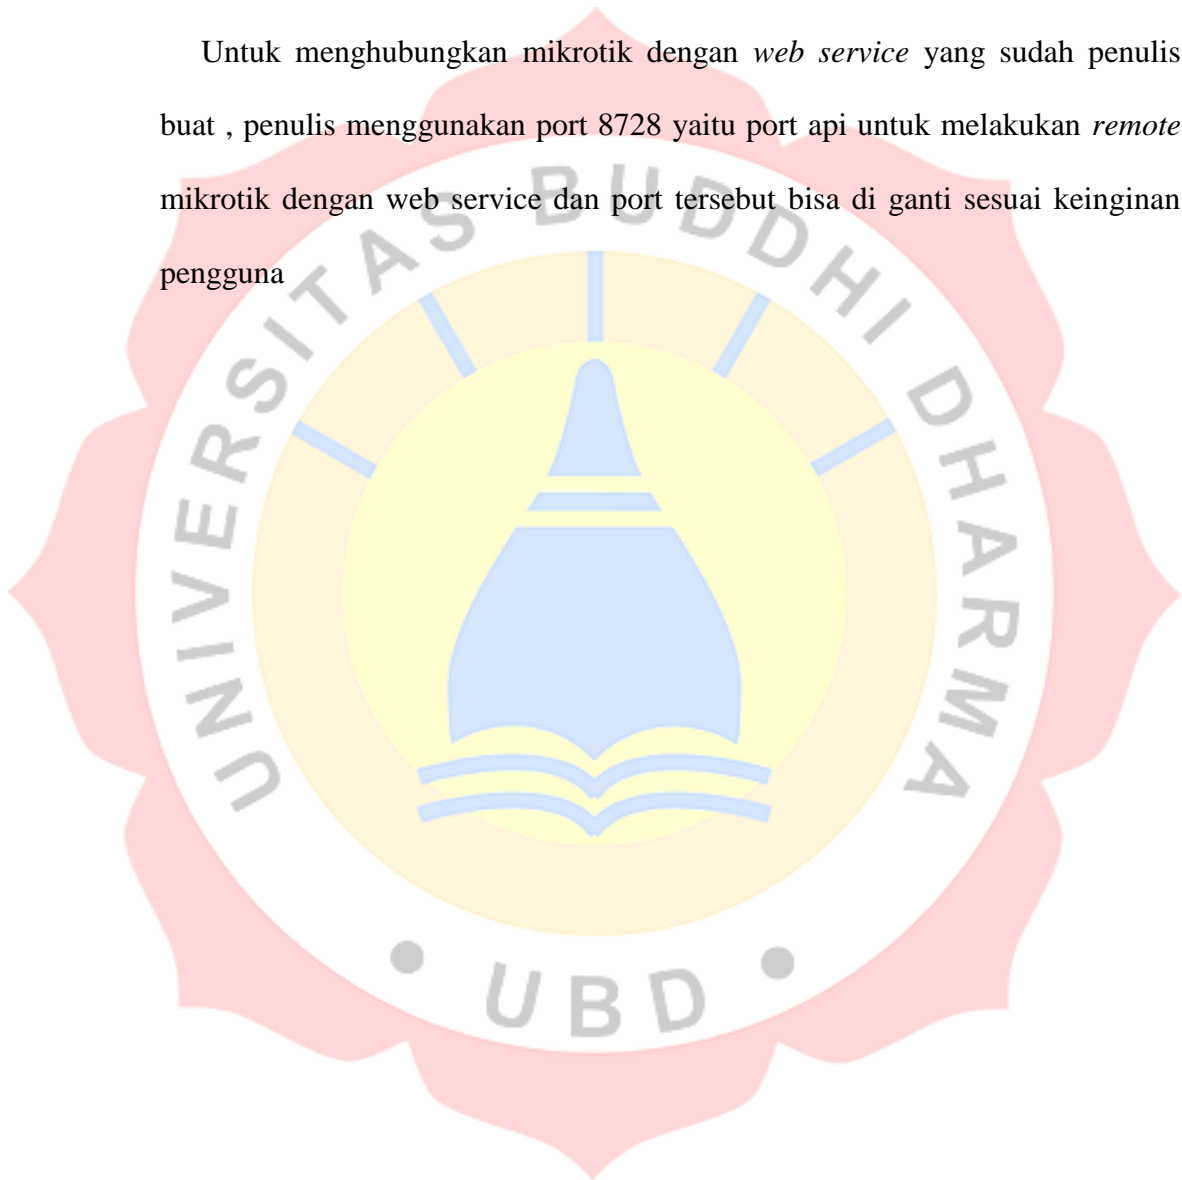 Untuk menghubungkan mikrotik dengan web service yang sudah penulis
buat , penulis menggunakan port 8728 yaitu port api untuk melakukan remote
mikrotik dengan web service dan port tersebut bisa di ganti sesuai keinginan
pengguna
UNIVERSITAS BUDDHI DHARMA
• UBD •